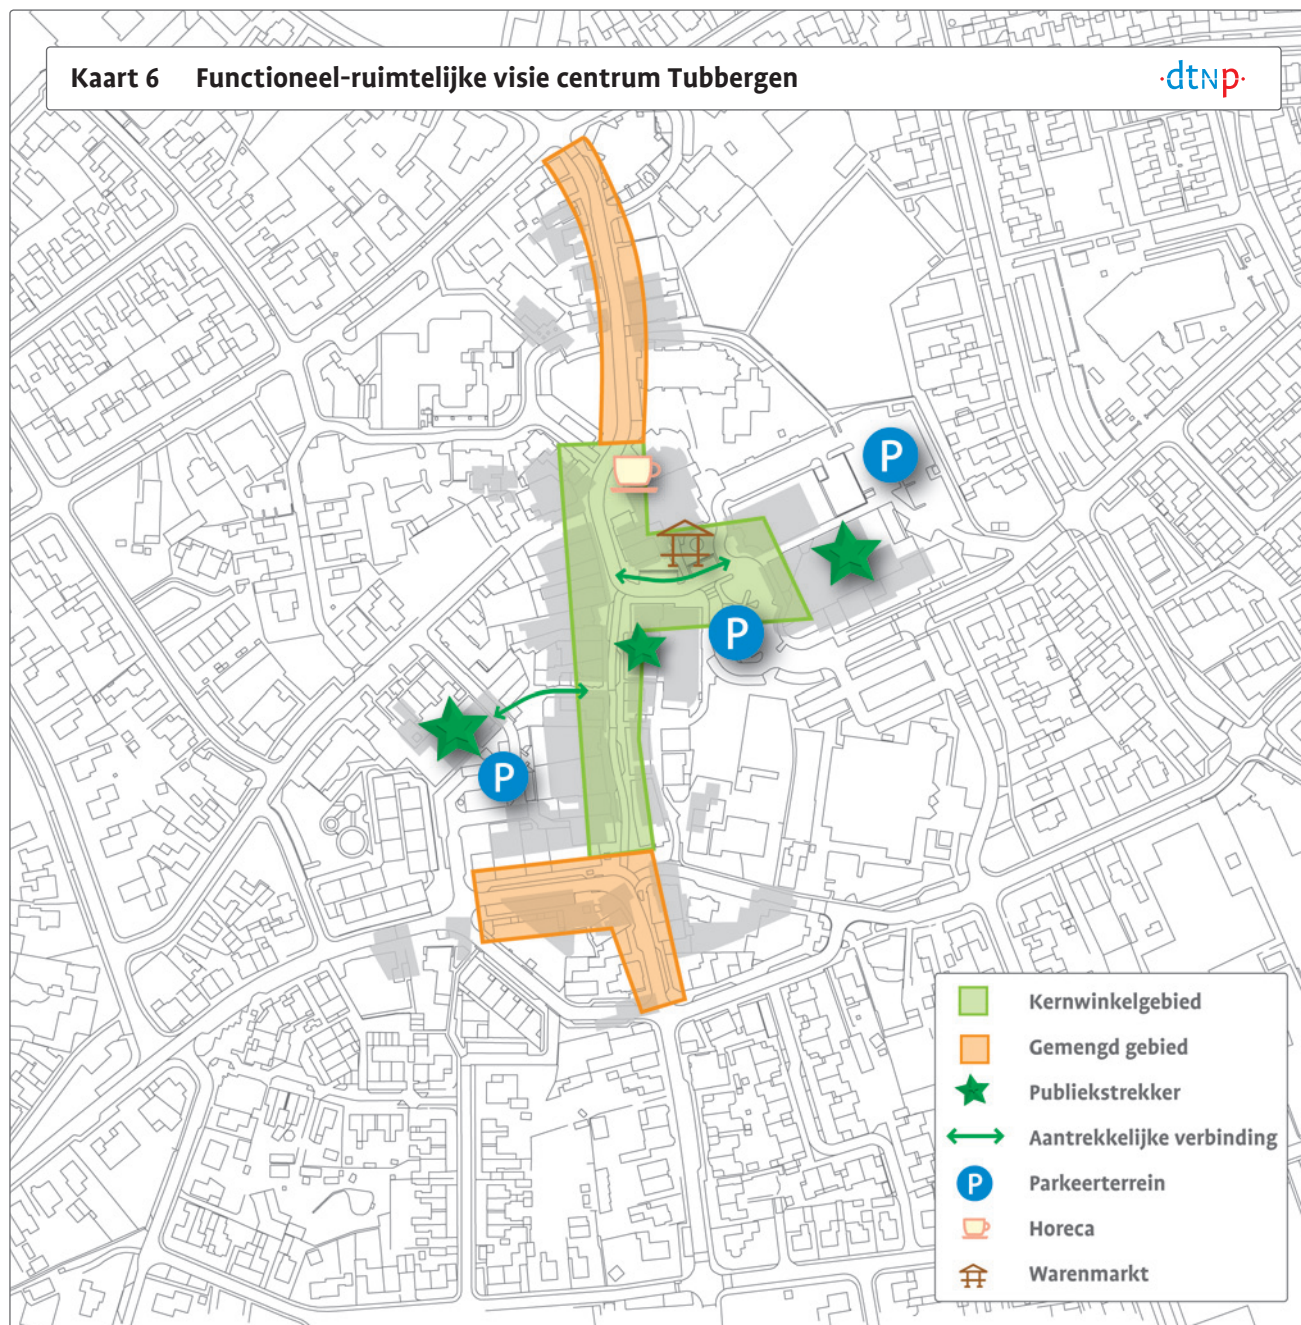 Kaart 6 Functioneel-ruimtelijke visie centrum Tubbergen
·dtnp·
P
P
P
Kernwinkelgebied
Gemengd gebied
Publiekstrekker
Aantrekkelijke verbinding
P Parkeerterrein
Horeca
Warenmarkt